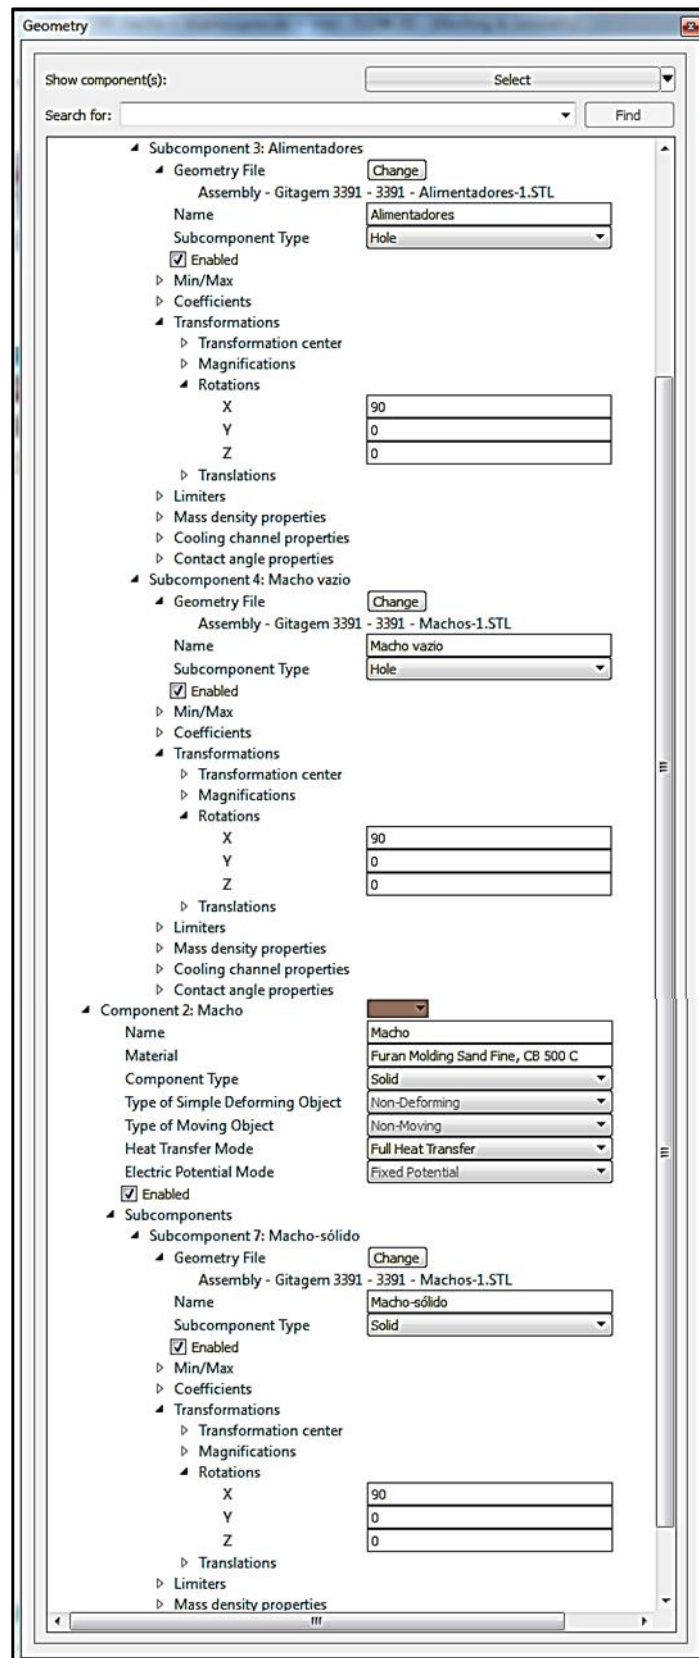 Geometry
Show component(s): Select
Search for: Find
Subcomponent 3: Alimentadores
Geometry File Change
Assembly - Gitagem 3391 - 3391 - Alimentadores-1.STL
Name Alimentadores
Subcomponent Type Hole
Enabled
Min/Max
Coefficients
Transformations
Transformation center
Magnifications
Rotations
X 90
Y 0
Z 0
Translations
Limiters
Mass density properties
Cooling channel properties
Contact angle properties
Subcomponent 4: Macho vazio
Geometry File Change
Assembly - Gitagem 3391 - 3391 - Machos-1.STL
Name Macho vazio
Subcomponent Type Hole
Enabled
Min/Max
Coefficients
Transformations
Transformation center
Magnifications
Rotations
X 90
Y 0
Z 0
Translations
Limiters
Mass density properties
Cooling channel properties
Contact angle properties
Component 2: Macho
Name Macho
Material Furan Molding Sand Fine, CB 500 C
Component Type Solid
Type of Simple Deforming Object Non-Deforming
Type of Moving Object Non-Moving
Heat Transfer Mode Full Heat Transfer
Electric Potential Mode Fixed Potential
Enabled
Subcomponents
Subcomponent 7: Macho-sólido
Geometry File Change
Assembly - Gitagem 3391 - 3391 - Machos-1.STL
Name Macho-sólido
Subcomponent Type Solid
Enabled
Min/Max
Coefficients
Transformations
Transformation center
Magnifications
Rotations
X 90
Y 0
Z 0
Translations
Limiters
Mass density properties